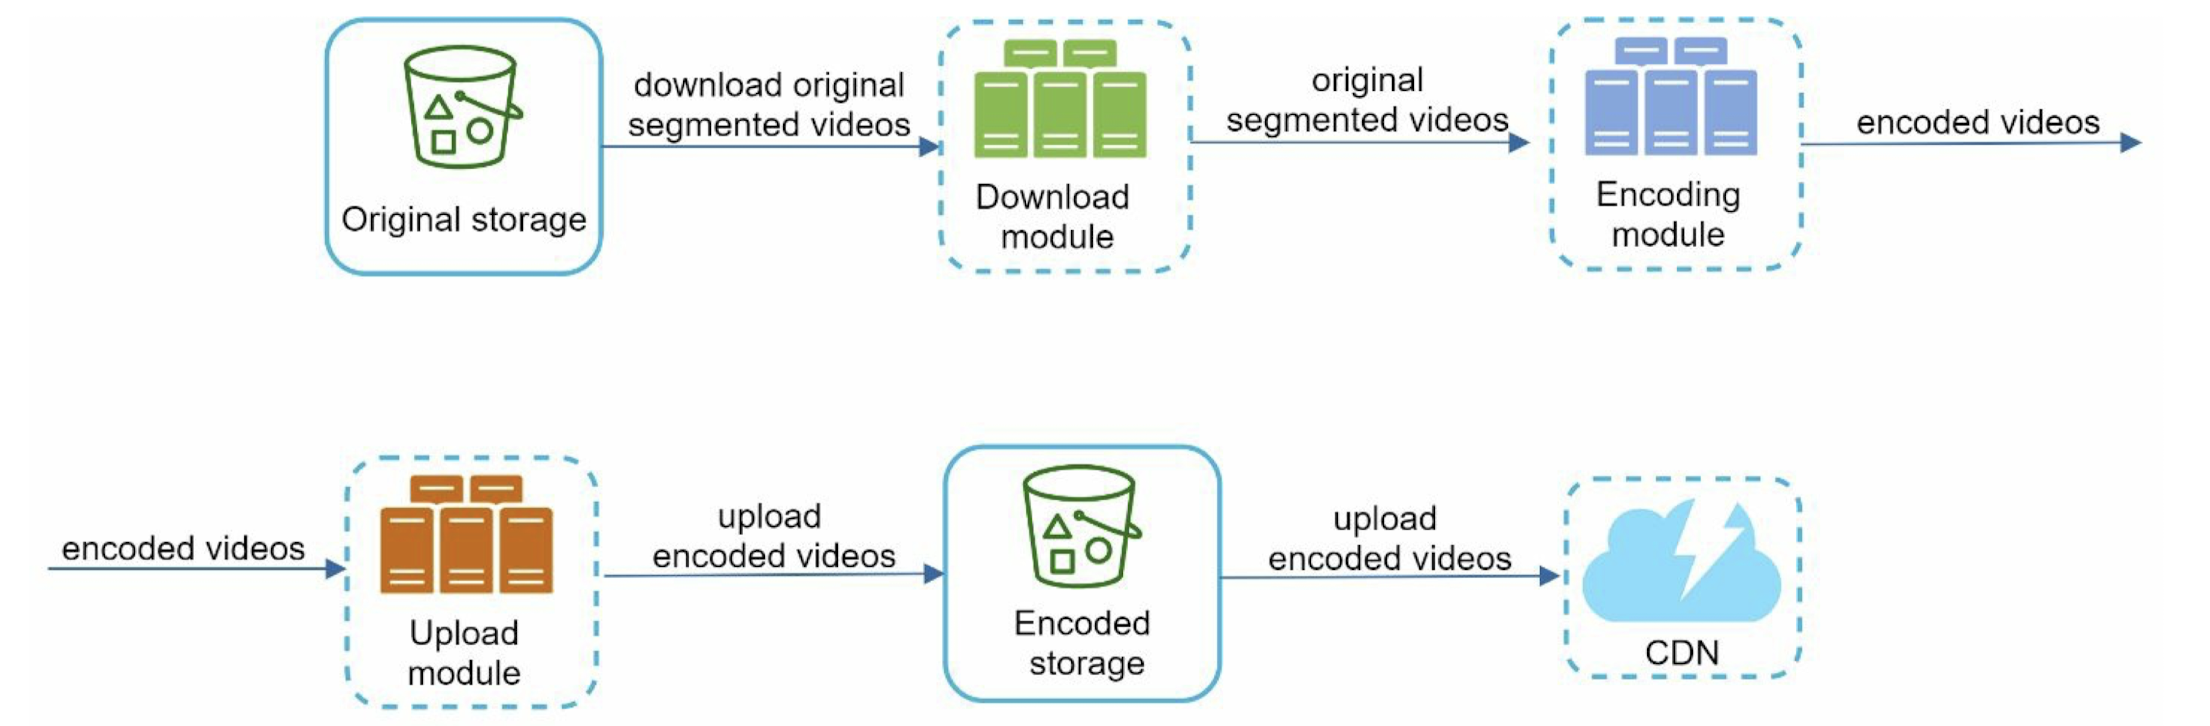 Original storage
download original
segmented videos
Download
module
original
segmented videos
Encoding
module
encoded videos
encoded videos
Upload
module
upload
encoded videos
Encoded
storage
upload
encoded videos
CDN